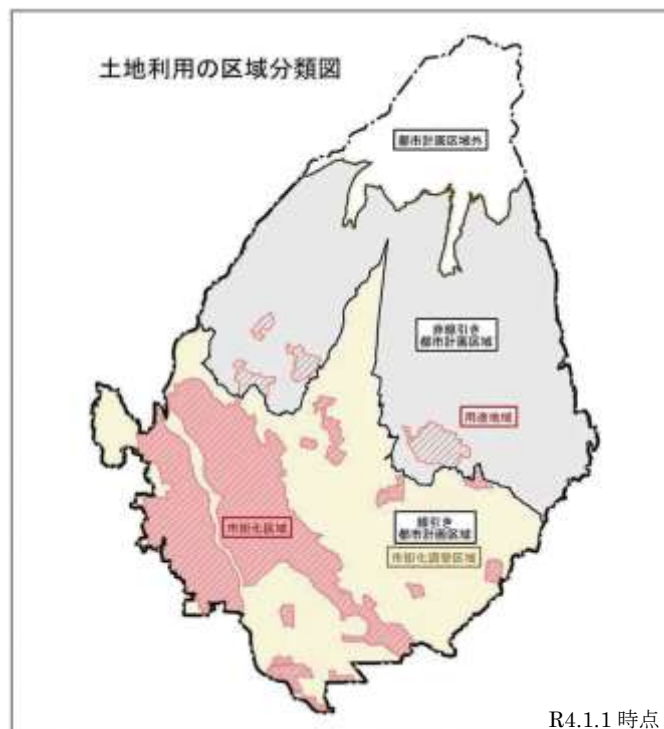 土地利用の区域分類図
都市計画区域外
非線引き
都市計画区域
用途地域
市街化区域
線引き
都市計画区域
市街化調整区域
R4.1.1 時点